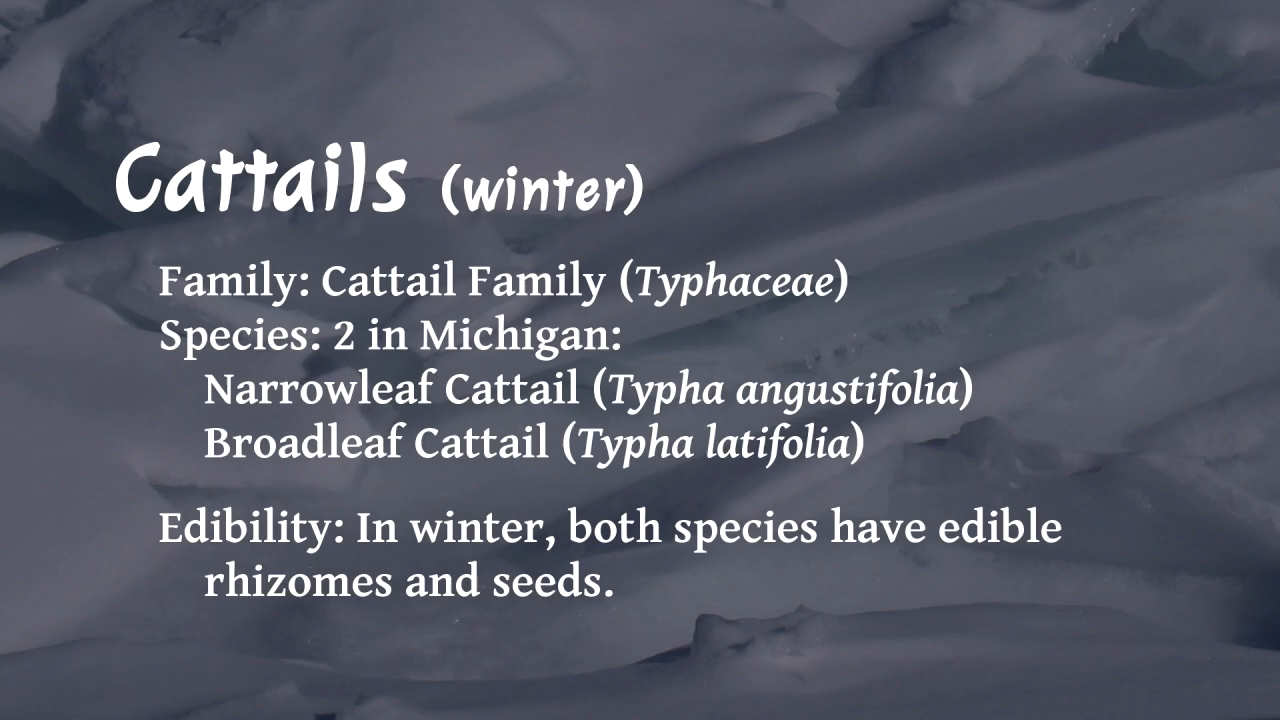 Cattails (winter)
Family: Cattail Family (Typhaceae)
Species: 2 in Michigan:
Narrowleaf Cattail (Typha angustifolia)
Broadleaf Cattail (Typha latifolia)
Edibility: In winter, both species have edible
rhizomes and seeds.